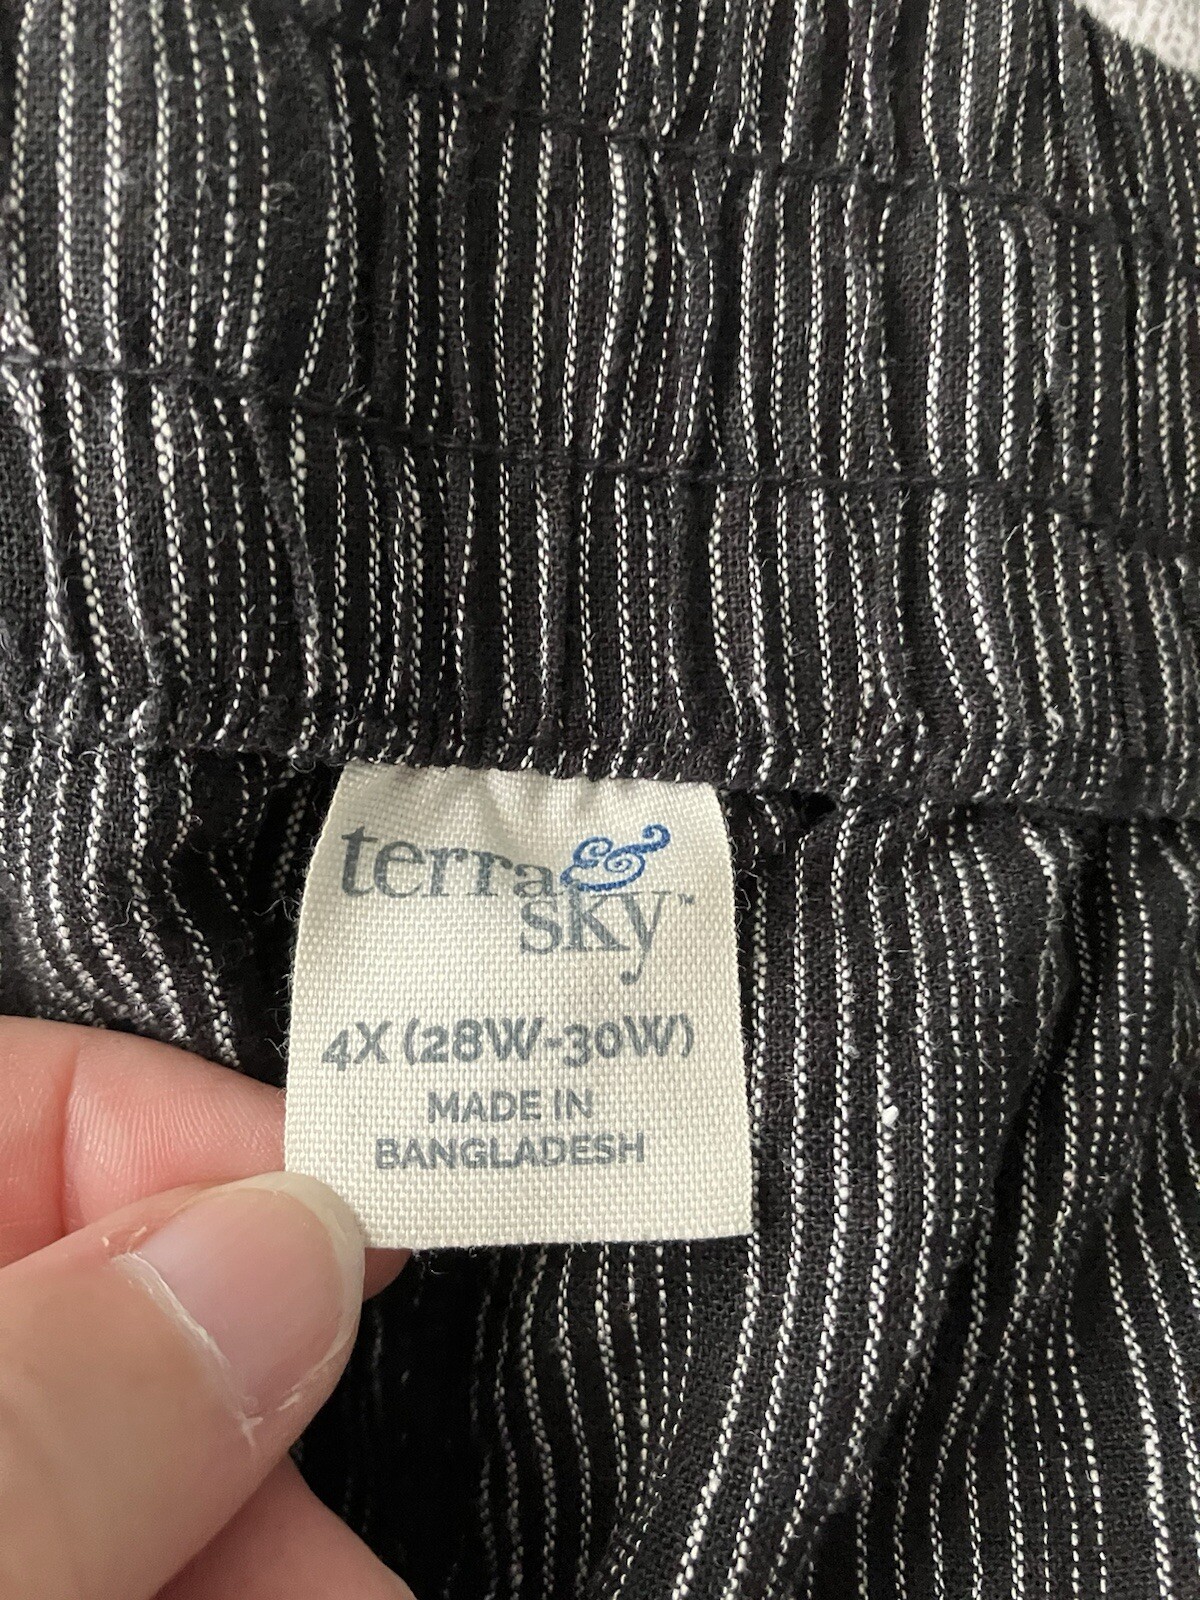 terra &
sky™
4X (28W-30W)
MADE IN
BANGLADESH